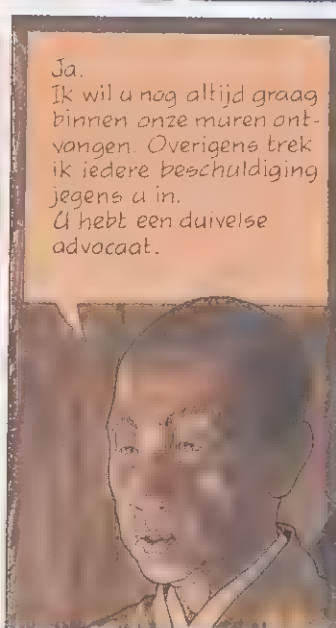 Ja.
Ik wil u nog altijd graag
binnen onze muren ont-
vangen. Overigens trek
ik iedere beschuldiging
jegens u in.
U hebt een duivelse
advocaat.